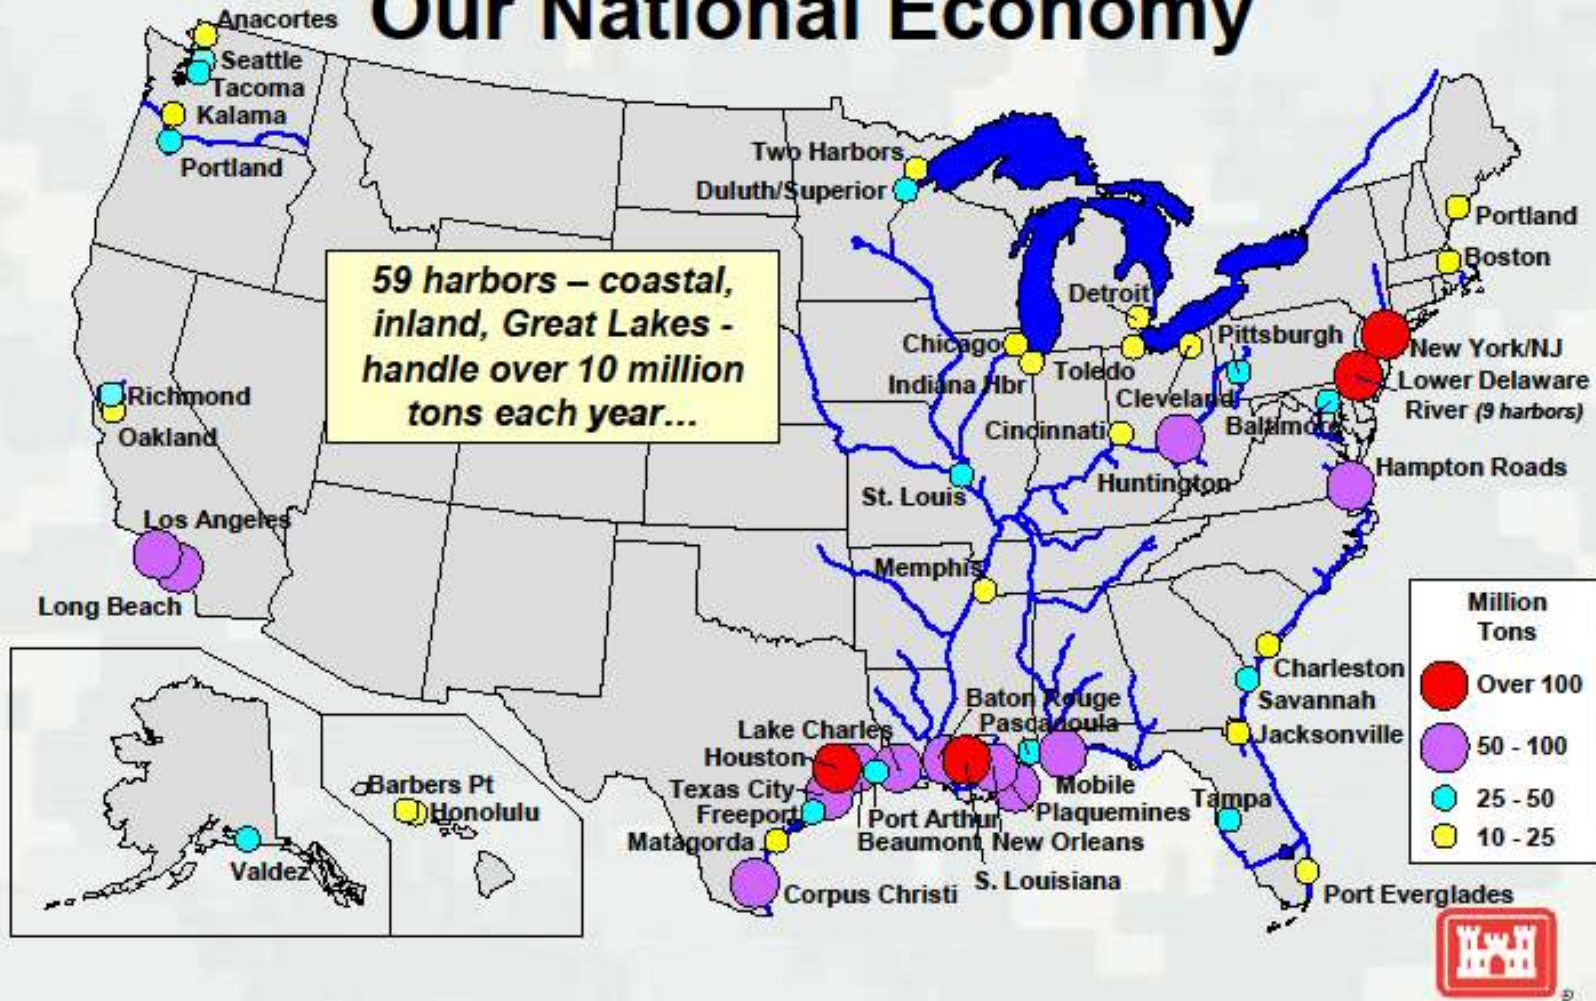 Our National Economy
Anacortes
Seattle
Tacoma
Kalama
Portland
Two Harbors
Duluth/Superior
Portland
Boston
59 harbors – coastal,
inland, Great Lakes -
handle over 10 million
tons each year...
Detroit
Chicago
Pittsburgh
New York/NJ
Indiana Hbr
Toledo
Lower Delaware
River (9 harbors)
Cleveland
Richmond
Oakland
Cincinnati
Baltimore
Hampton Roads
St. Louis
Huntington
Los Angeles
Memphis
Long Beach
Million
Tons
Over 100
50 - 100
25 - 50
10 - 25
Charleston
Savannah
Jacksonville
Baton Rouge
Pascagoula
Lake Charles
Houston
Texas City
Freeport
Matagorda
Port Arthur
Beaumont
Mobile
Plaquemines
New Orleans
S. Louisiana
Tampa
Corpus Christi
Port Everglades
Barbers Pt
Honolulu
Valdez